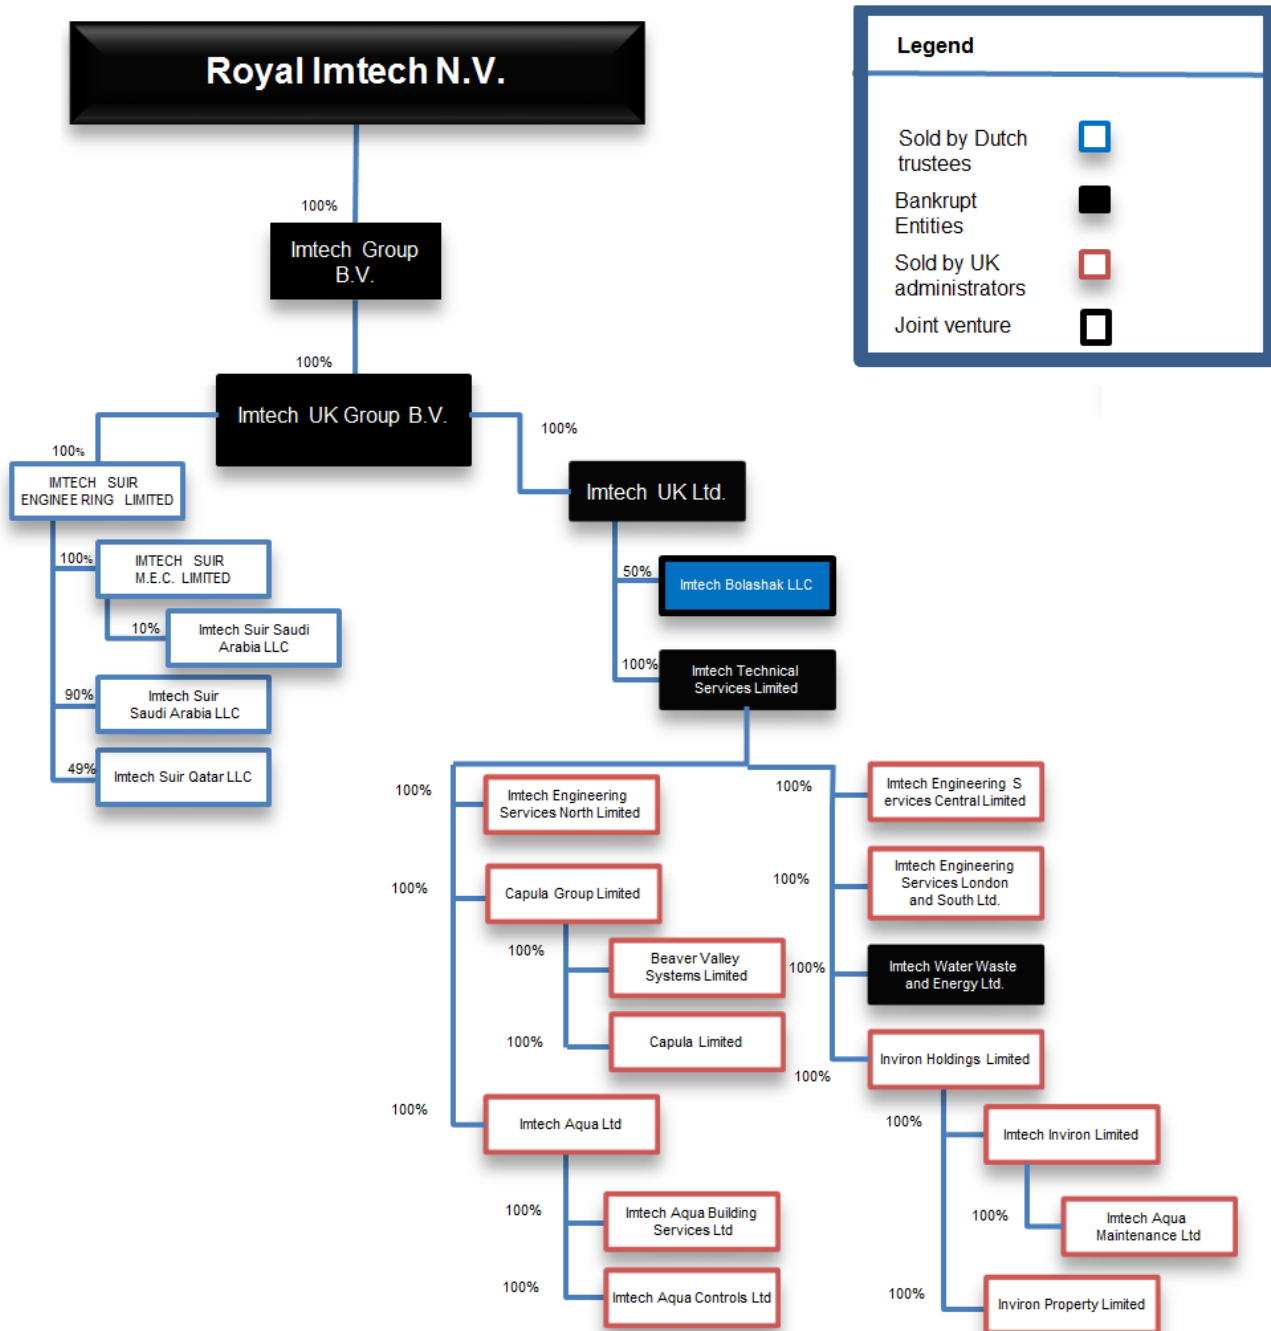 Royal Imtech N.V.
Legend
Sold by Dutch
trustees
Bankrupt
Entities
Sold by UK
administrators
Joint venture
100%
Imtech Group
B.V.
100%
Imtech UK Group B.V.
100%
IMTECH SUIR
ENGINEE RING LIMITED
100%
IMTECH SUIR
M.E.C. LIMITED
10%
Imtech Suir Saudi
Arabia LLC
90%
Imtech Suir
Saudi Arabia LLC
49%
Imtech Suir Qatar LLC
100%
Imtech UK Ltd.
50%
Imtech Bolashak LLC
100%
Imtech Technical
Services Limited
100%
Imtech Engineering
Services North Limited
100%
Capula Group Limited
100%
Beaver Valley
Systems Limited
100%
Capula Limited
100%
Imtech Aqua Ltd
100%
Imtech Aqua Building
Services Ltd
100%
Imtech Aqua Controls Ltd
100%
Imtech Engineering S
ervices Central Limited
100%
Imtech Engineering
Services London
and South Ltd.
100%
Imtech Water Waste
and Energy Ltd.
100%
Inviron Holdings Limited
100%
Imtech Inviron Limited
100%
Imtech Aqua
Maintenance Ltd
100%
Inviron Property Limited